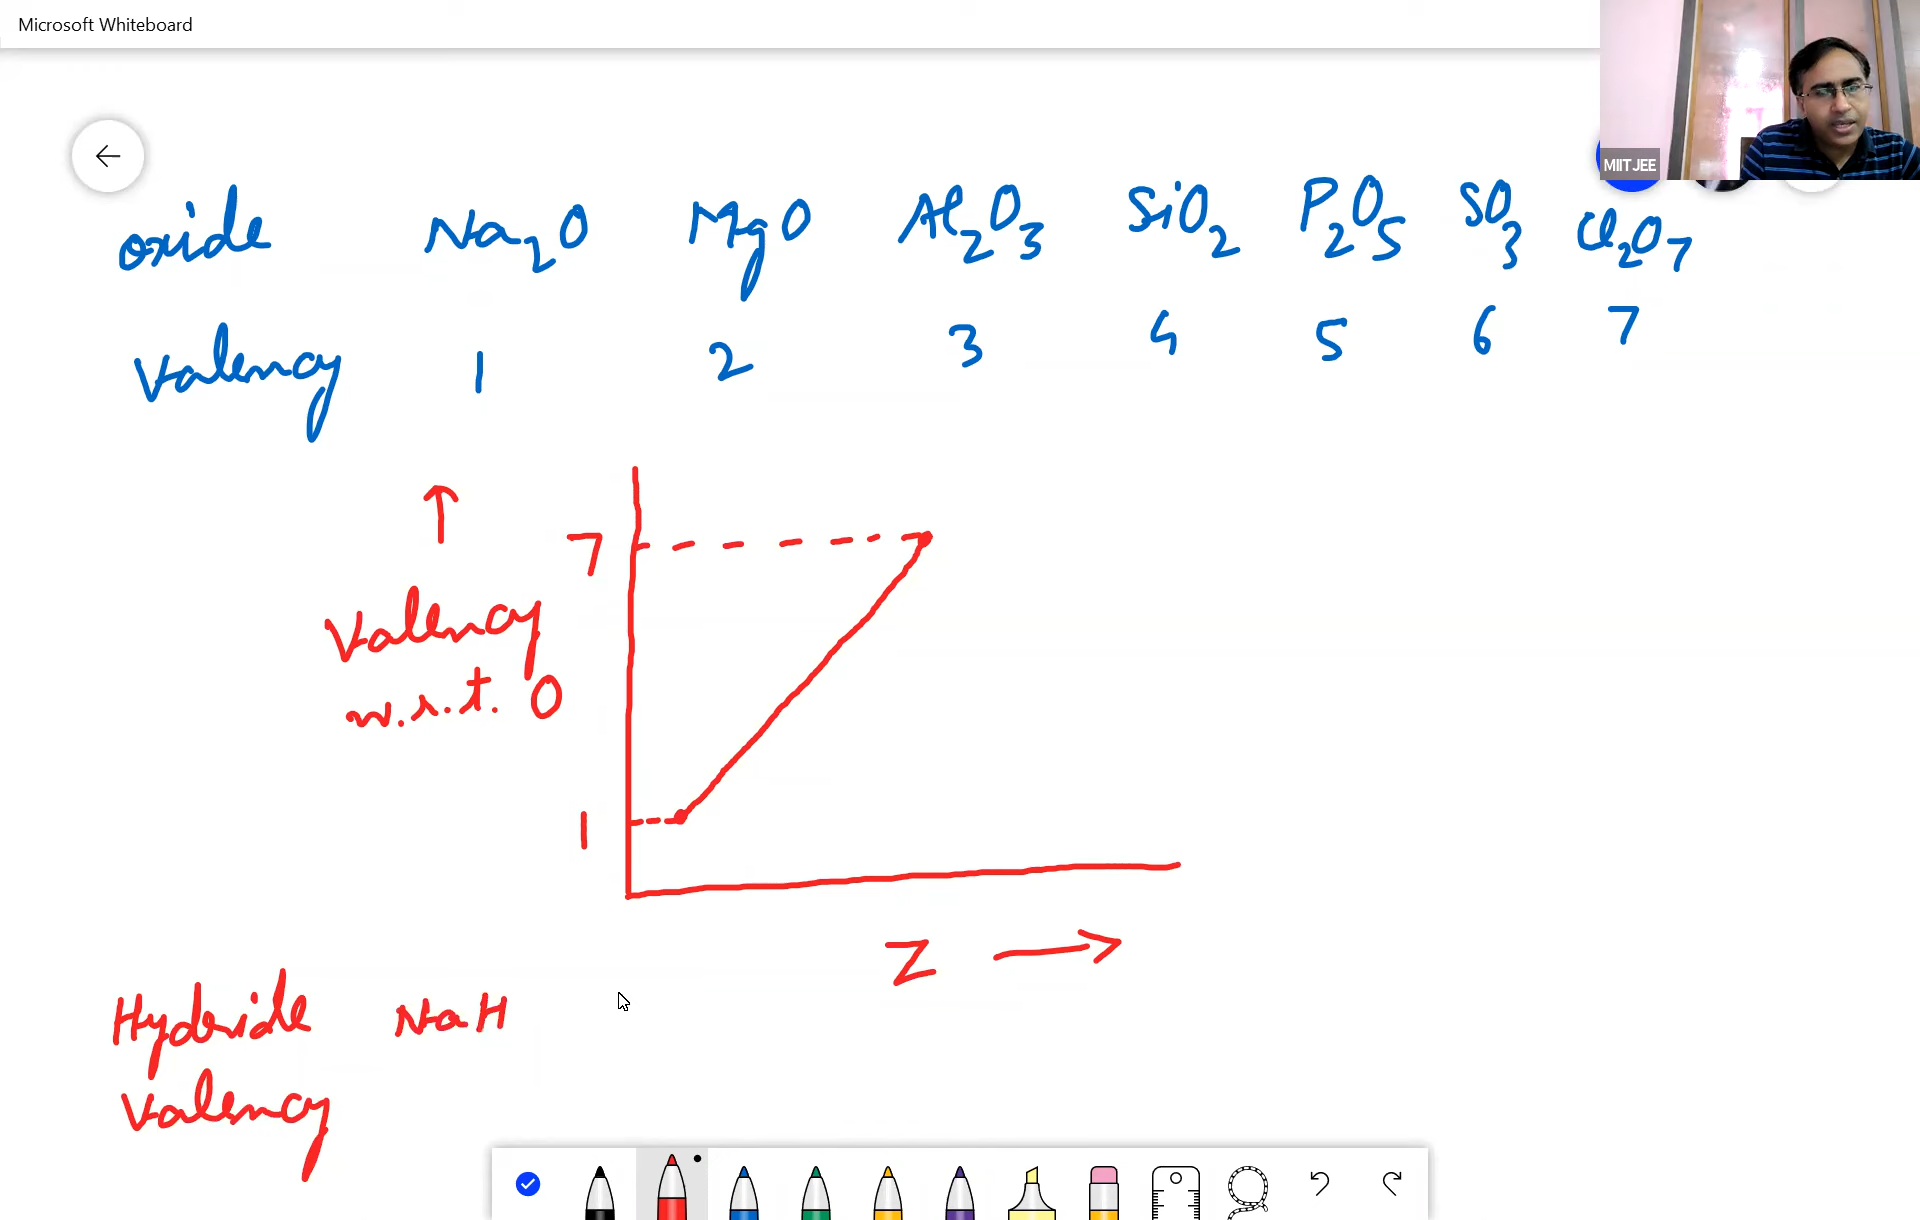 Microsoft Whiteboard
MIIT JEE
oxide Na₂O MgO Al₂O₃ SiO₂ P₂O₅ SO₃ Cl₂O₇
Valency 1 2 3 4 5 6 7
↑
7
Valency
w.r.t. O
1
Z →
Hydride NaH
Valency